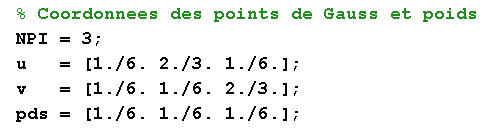 % Coordonnees des points de Gauss et poids
NPI = 3;
u   = [1./6. 2./3. 1./6.];
v   = [1./6. 1./6. 2./3.];
pds = [1./6. 1./6. 1./6.];